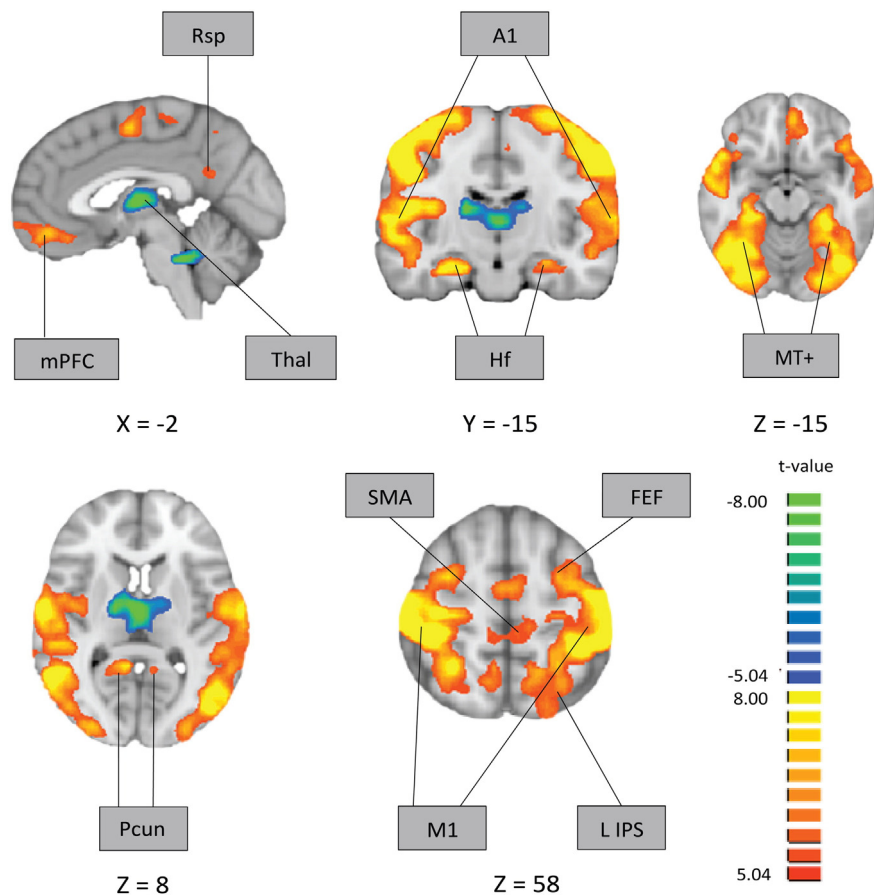 Rsp
A1
mPFC
Thal
Hf
MT+
X = -2
Y = -15
Z = -15
SMA
FEF
t-value
-8.00
-5.04
8.00
5.04
Pcun
M1
L IPS
Z = 8
Z = 58